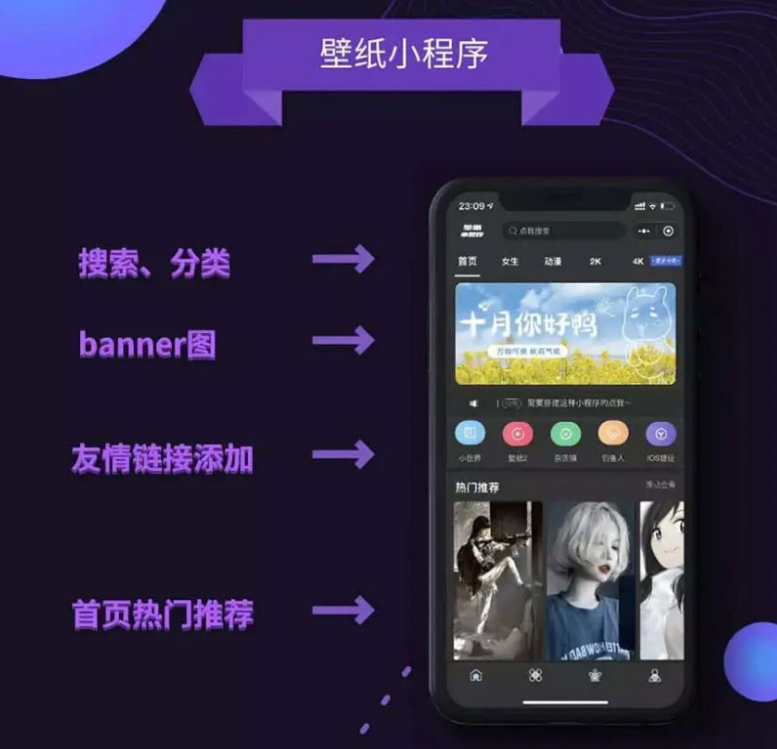 壁纸小程序
搜索、分类
banner图
友情链接添加
首页热门推荐
23:09
壁纸
小程序
点我搜索
首页 女生 动漫 2K 4K
十月你好鸭
需要搭建这种小程序的点我~
小世界 壁纸2 杂货铺 钓鱼人
热门推荐